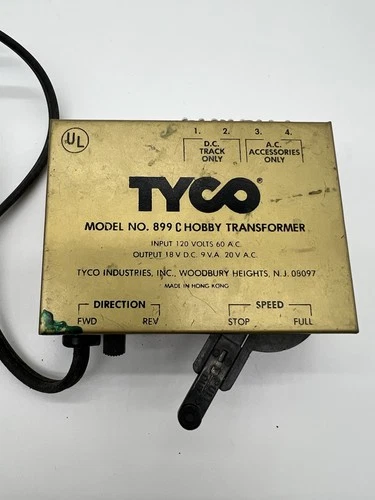 UL
1. 2. 3. 4.
D.C. TRACK ONLY A.C. ACCESSORIES ONLY
TYCO®
MODEL NO. 899 C HOBBY TRANSFORMER
INPUT 120 VOLTS 60 A.C.
OUTPUT 18 V D.C. 9 V.A. 20 V A.C.
TYCO INDUSTRIES, INC., WOODBURY HEIGHTS, N.J. 08097
MADE IN HONG KONG
DIRECTION SPEED
FWD REV STOP FULL